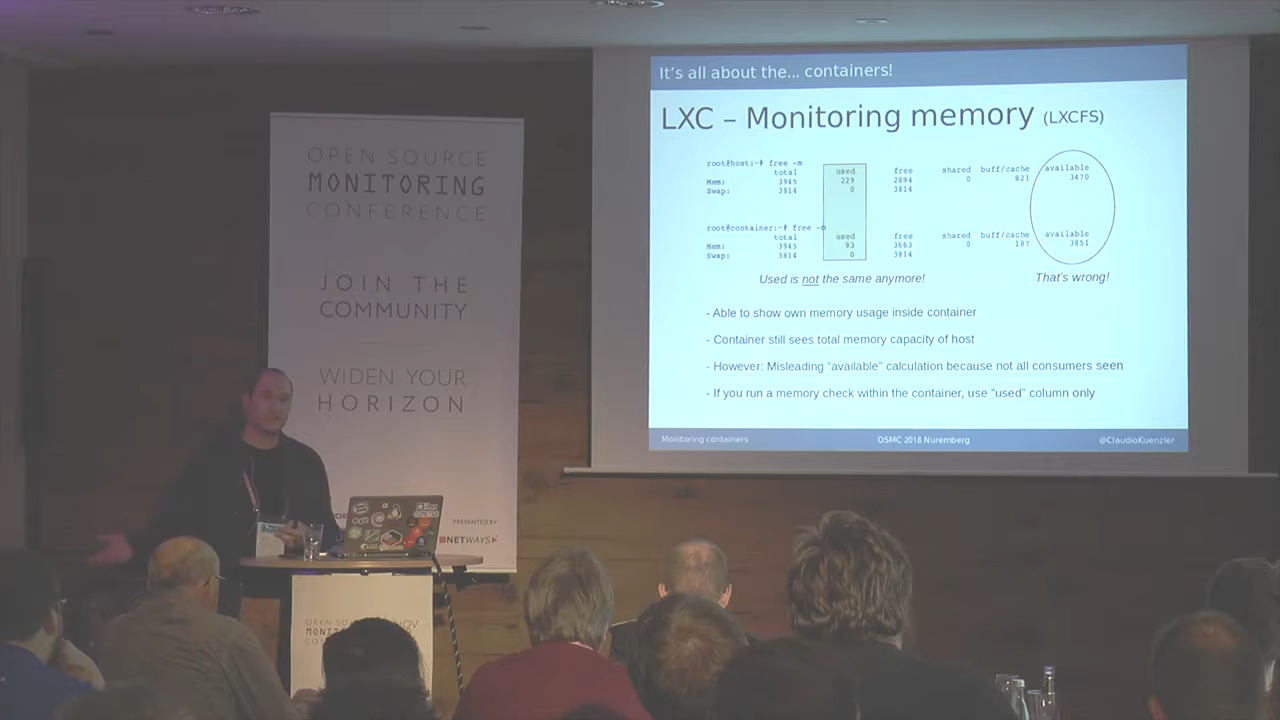 OPEN SOURCE
MONITORING
CONFERENCE
JOIN THE
COMMUNITY
WIDEN YOUR
HORIZON
PRESENTED BY
NETWAYS
It's all about the... containers!
LXC – Monitoring memory (LXCFS)
root@host:~# free -m
total used free shared buff/cache available
Mem: 3945 229 2894 0 821 3470
Swap: 3814 0 3814
root@container:~# free -m
total used free shared buff/cache available
Mem: 3945 93 3663 0 187 3851
Swap: 3814 0 3814
Used is not the same anymore! That's wrong!
- Able to show own memory usage inside container
- Container still sees total memory capacity of host
- However: Misleading "available" calculation because not all consumers seen
- If you run a memory check within the container, use "used" column only
Monitoring containers OSMC 2018 Nuremberg @ClaudioKuenzler
OPEN SOU NOV
MONIT